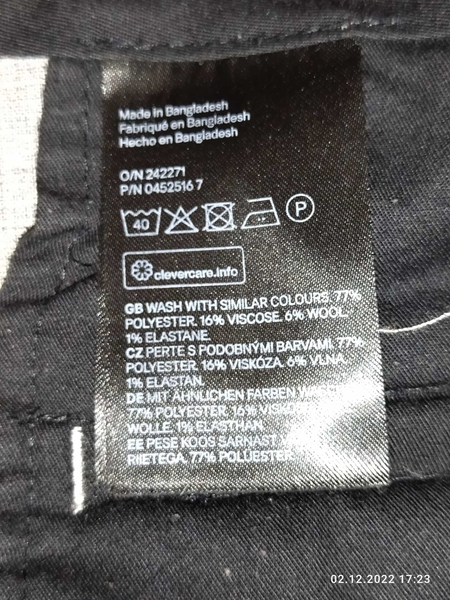 Made in Bangladesh
Fabriqué en Bangladesh
Hecho en Bangladesh
O/N 242271
P/N 0452516 7
40
P
clevercare.info
GB WASH WITH SIMILAR COLOURS. 77%
POLYESTER. 16% VISCOSE. 6% WOOL.
1% ELASTANE.
CZ PERTE S PODOBNÝMI BARVAMI. 77%
POLYESTER. 16% VISKÓZA. 6% VLNA.
1% ELASTAN.
DE MIT ÄHNLICHEN FARBEN
77% POLYESTER. 16%
WOLLE. 1% ELASTHAN.
EE PESE KOOS SARNAST
RIIETEGA. 77% POLÜESTER.
02.12.2022 17:23